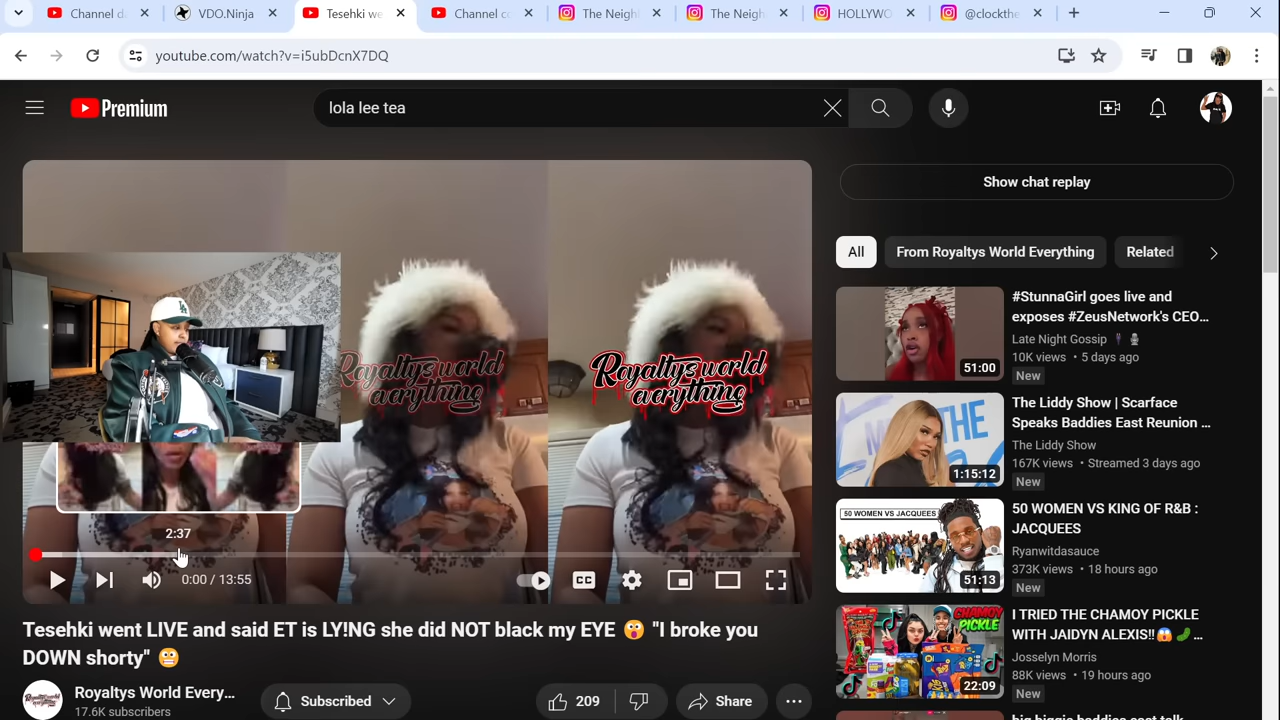 Channel d
VDO.Ninja
Tesehki we
Channel c
The Neigh
The Neigh
HOLLYWO
@clockthe
youtube.com/watch?v=i5ubDcnX7DQ
Premium
lola lee tea
Show chat replay
All
From Royaltys World Everything
Related
Royaltys world
everything
Royaltys world
everything
2:37
0:00 / 13:55
CC
#StunnaGirl goes live and
exposes #ZeusNetwork's CEO...
Late Night Gossip
10K views • 5 days ago
New
51:00
The Liddy Show | Scarface
Speaks Baddies East Reunion ...
The Liddy Show
167K views • Streamed 3 days ago
New
1:15:12
50 WOMEN VS KING OF R&B :
JACQUEES
Ryanwitdasauce
373K views • 18 hours ago
New
50 WOMEN VS JACQUEES
51:13
I TRIED THE CHAMOY PICKLE
WITH JAIDYN ALEXIS!!😱🥒...
Josselyn Morris
88K views • 19 hours ago
New
CHAMOY
PICKLE
22:09
Tesehki went LIVE and said ET is LY!NG she did NOT black my EYE 😮 "I broke you
DOWN shorty" 😬
Royaltys World Every...
17.6K subscribers
Subscribed
209
Share